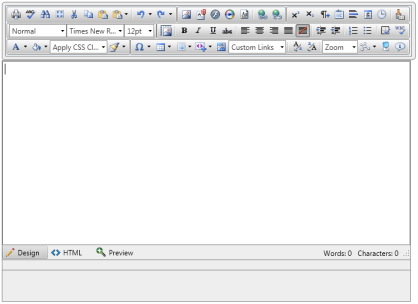 Normal Times New R... 12pt B I U abc
A Apply CSS Cl... Ω Custom Links Zoom
Design HTML Preview Words: 0 Characters: 0